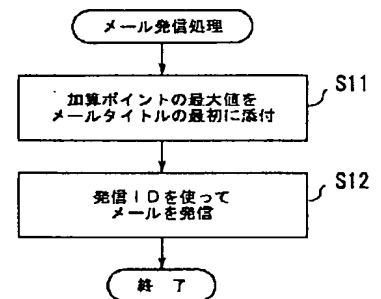 メール発信処理
加算ポイントの最大値を
メールタイトルの最初に添付
S11
発信IDを使って
メールを発信
S12
終了